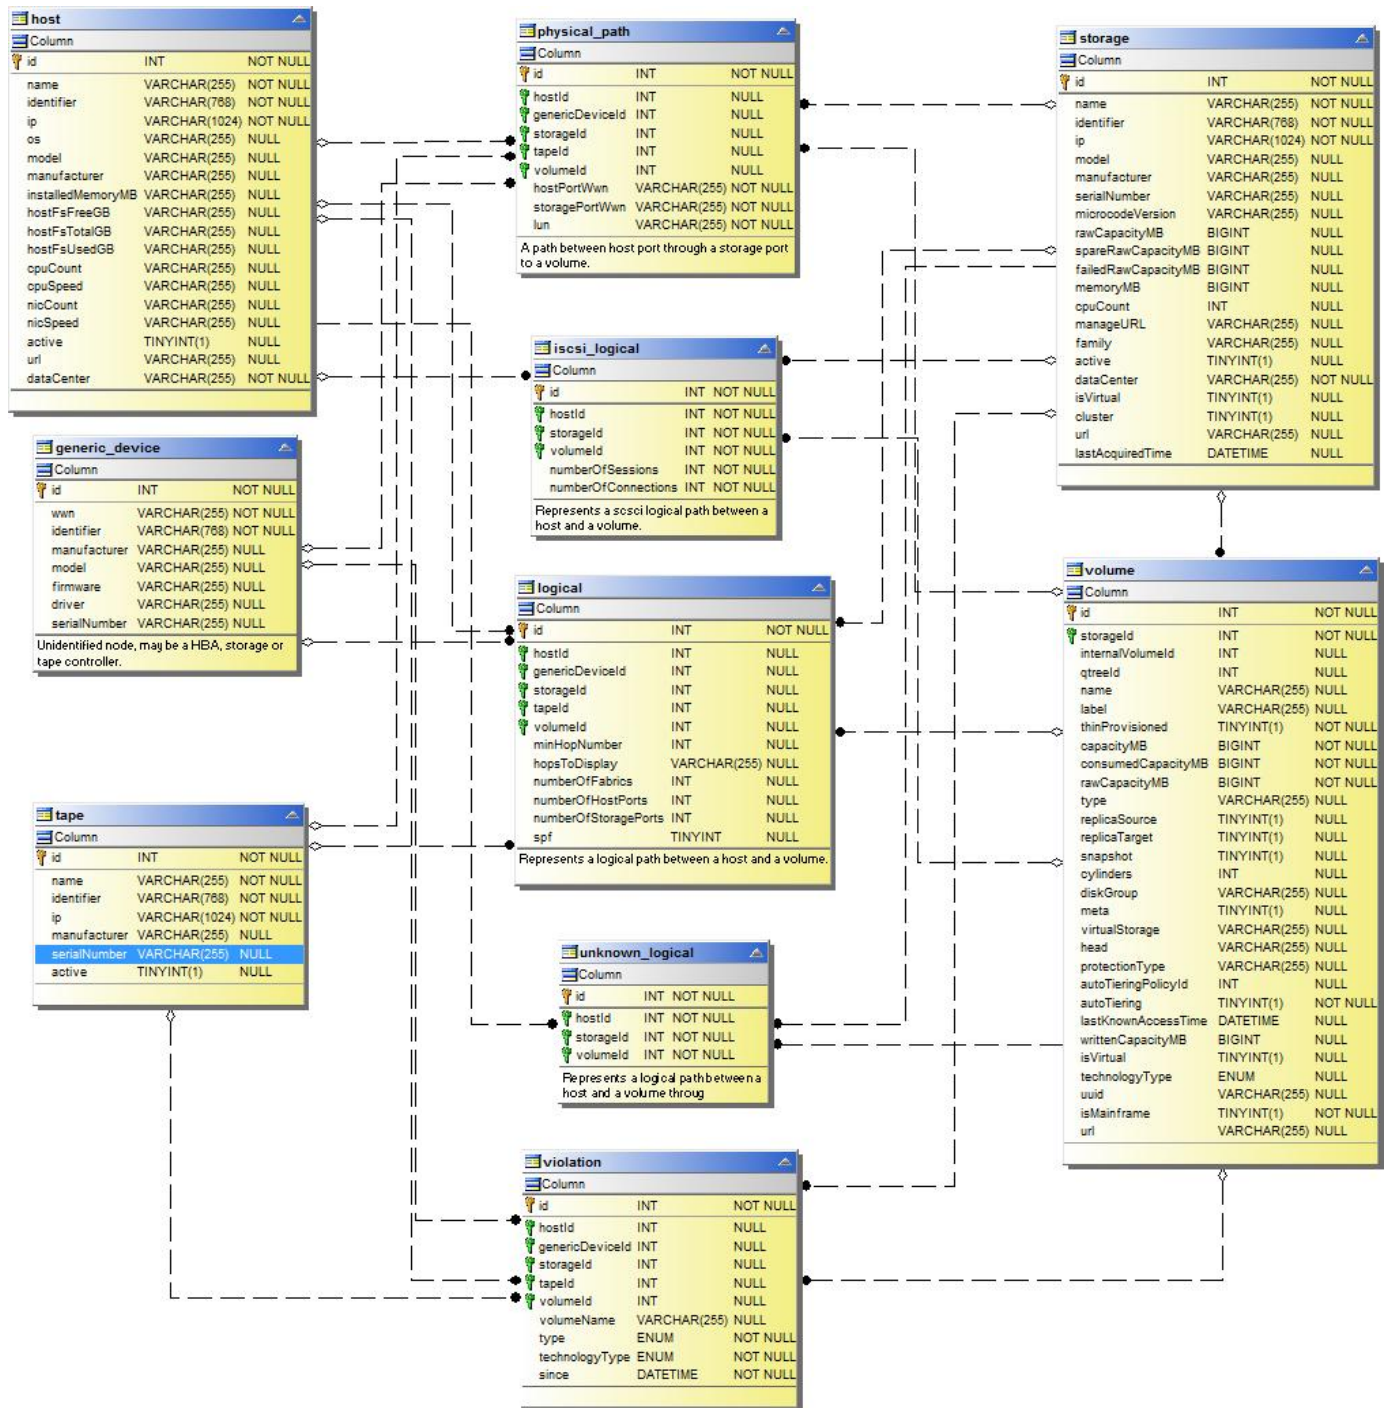 host
Column
id INT NOT NULL
name VARCHAR(255) NOT NULL
identifier VARCHAR(768) NOT NULL
ip VARCHAR(1024) NOT NULL
os VARCHAR(255) NULL
model VARCHAR(255) NULL
manufacturer VARCHAR(255) NULL
installedMemoryMB VARCHAR(255) NULL
hostFsFreeGB VARCHAR(255) NULL
hostFsTotalGB VARCHAR(255) NULL
hostFsUsedGB VARCHAR(255) NULL
cpuCount VARCHAR(255) NULL
cpuSpeed VARCHAR(255) NULL
nicCount VARCHAR(255) NULL
nicSpeed VARCHAR(255) NULL
active TINYINT(1) NULL
url VARCHAR(255) NULL
dataCenter VARCHAR(255) NOT NULL
generic_device
Column
id INT NOT NULL
wwn VARCHAR(255) NOT NULL
identifier VARCHAR(768) NOT NULL
manufacturer VARCHAR(255) NULL
model VARCHAR(255) NULL
firmware VARCHAR(255) NULL
driver VARCHAR(255) NULL
serialNumber VARCHAR(255) NULL
Unidentified node, may be a HBA, storage or
tape controller.
tape
Column
id INT NOT NULL
name VARCHAR(255) NOT NULL
identifier VARCHAR(768) NOT NULL
ip VARCHAR(1024) NOT NULL
manufacturer VARCHAR(255) NULL
serialNumber VARCHAR(255) NULL
active TINYINT(1) NULL
physical_path
Column
id INT NOT NULL
hostId INT NULL
genericDeviceId INT NULL
storageId INT NULL
tapeId INT NULL
volumeId INT NULL
hostPortWwn VARCHAR(255) NOT NULL
storagePortWwn VARCHAR(255) NOT NULL
lun VARCHAR(255) NOT NULL
A path between host port through a storage port
to a volume.
iscsi_logical
Column
id INT NOT NULL
hostId INT NOT NULL
storageId INT NOT NULL
volumeId INT NOT NULL
numberOfSessions INT NOT NULL
numberOfConnections INT NOT NULL
Represents a scsci logical path between a
host and a volume.
logical
Column
id INT NOT NULL
hostId INT NULL
genericDeviceId INT NULL
storageId INT NULL
tapeId INT NULL
volumeId INT NULL
minHopNumber INT NULL
hopsToDisplay VARCHAR(255) NULL
numberOfFabrics INT NULL
numberOfHostPorts INT NULL
numberOfStoragePorts INT NULL
spf TINYINT NULL
Represents a logical path between a host and a volume.
unknown_logical
Column
id INT NOT NULL
hostId INT NOT NULL
storageId INT NOT NULL
volumeId INT NOT NULL
Represents a logical path between a
host and a volume throug
violation
Column
id INT NOT NULL
hostId INT NULL
genericDeviceId INT NULL
storageId INT NULL
tapeId INT NULL
volumeId INT NULL
volumeName VARCHAR(255) NULL
type ENUM NOT NULL
technologyType ENUM NOT NULL
since DATETIME NOT NULL
storage
Column
id INT NOT NULL
name VARCHAR(255) NOT NULL
identifier VARCHAR(768) NOT NULL
ip VARCHAR(1024) NOT NULL
model VARCHAR(255) NULL
manufacturer VARCHAR(255) NULL
serialNumber VARCHAR(255) NULL
microcodeVersion VARCHAR(255) NULL
rawCapacityMB BIGINT NULL
spareRawCapacityMB BIGINT NULL
failedRawCapacityMB BIGINT NULL
memoryMB BIGINT NULL
cpuCount INT NULL
manageURL VARCHAR(255) NULL
family VARCHAR(255) NULL
active TINYINT(1) NULL
dataCenter VARCHAR(255) NOT NULL
isVirtual TINYINT(1) NULL
cluster TINYINT(1) NULL
url VARCHAR(255) NULL
lastAcquiredTime DATETIME NULL
volume
Column
id INT NOT NULL
storageId INT NOT NULL
internalVolumeId INT NULL
qtreeId INT NULL
name VARCHAR(255) NULL
label VARCHAR(255) NULL
thinProvisioned TINYINT(1) NOT NULL
capacityMB BIGINT NOT NULL
consumedCapacityMB BIGINT NOT NULL
rawCapacityMB BIGINT NOT NULL
type VARCHAR(255) NULL
replicaSource TINYINT(1) NULL
replicaTarget TINYINT(1) NULL
snapshot TINYINT(1) NULL
cylinders INT NULL
diskGroup VARCHAR(255) NULL
meta TINYINT(1) NULL
virtualStorage VARCHAR(255) NULL
head VARCHAR(255) NULL
protectionType VARCHAR(255) NULL
autoTieringPolicyId INT NULL
autoTiering TINYINT(1) NOT NULL
lastKnownAccessTime DATETIME NULL
writtenCapacityMB BIGINT NULL
isVirtual TINYINT(1) NULL
technologyType ENUM NULL
uuid VARCHAR(255) NULL
isMainframe TINYINT(1) NOT NULL
url VARCHAR(255) NULL